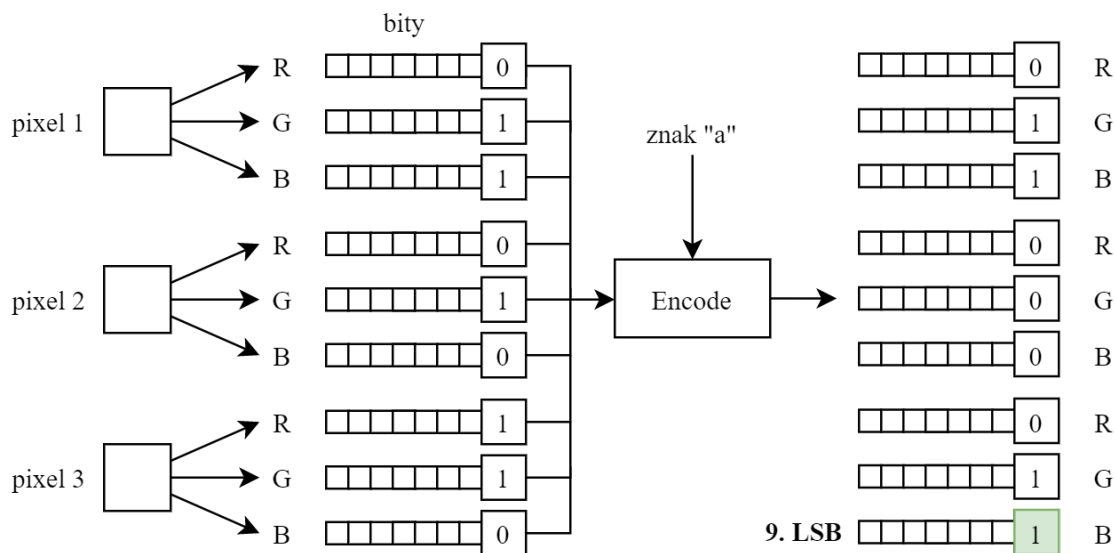 bity
R 0 0 R
pixel 1 G 1 1 G
znak "a"
B 1 1 B
R 0 0 R
pixel 2 G 1 Encode 0 G
B 0 0 B
R 1 0 R
pixel 3 G 1 1 G
B 0 9. LSB 1 B